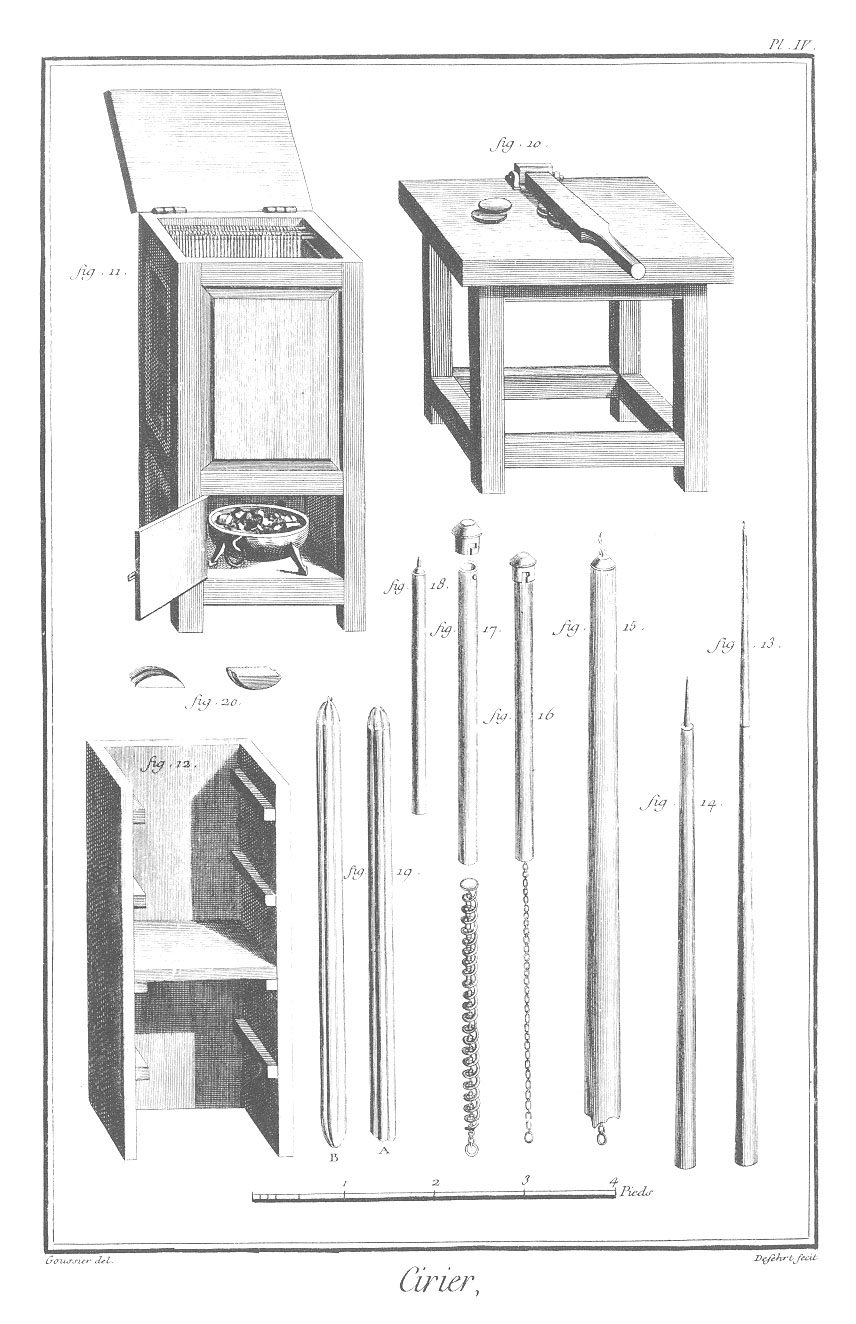 Pl. IV.
fig. 10.
fig. 11.
fig. 18.
fig. 17.
fig. 15.
fig. 13.
fig. 20.
fig. 16
fig. 12.
fig. 14.
fig. 19.
B
A
1 2 3 4 Pieds
Goussier del.
Defehrt fecit
Cirier,